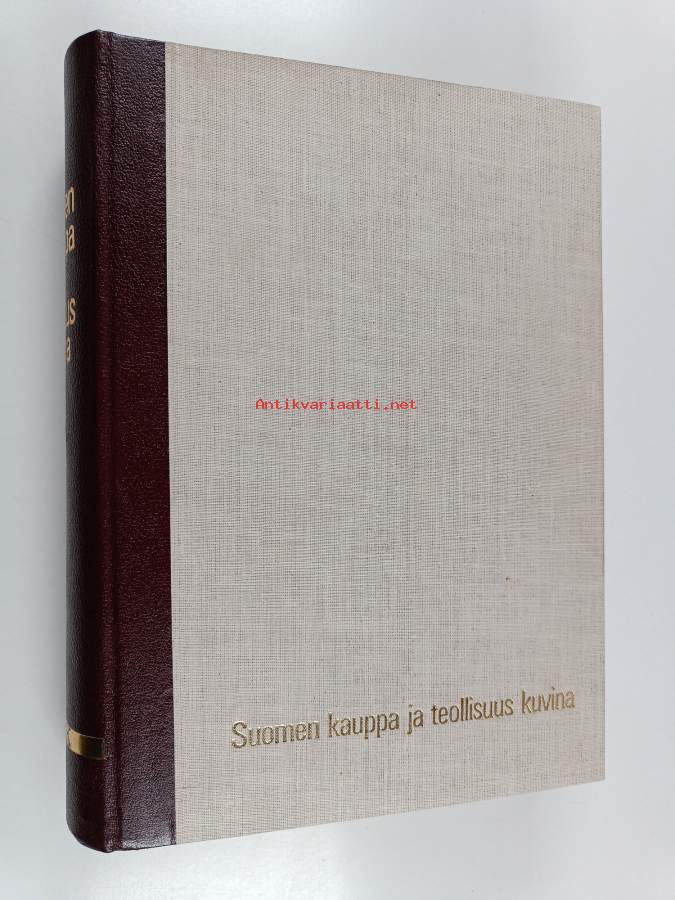 Antikvariaatti.net
Suomen kauppa ja teollisuus kuvina